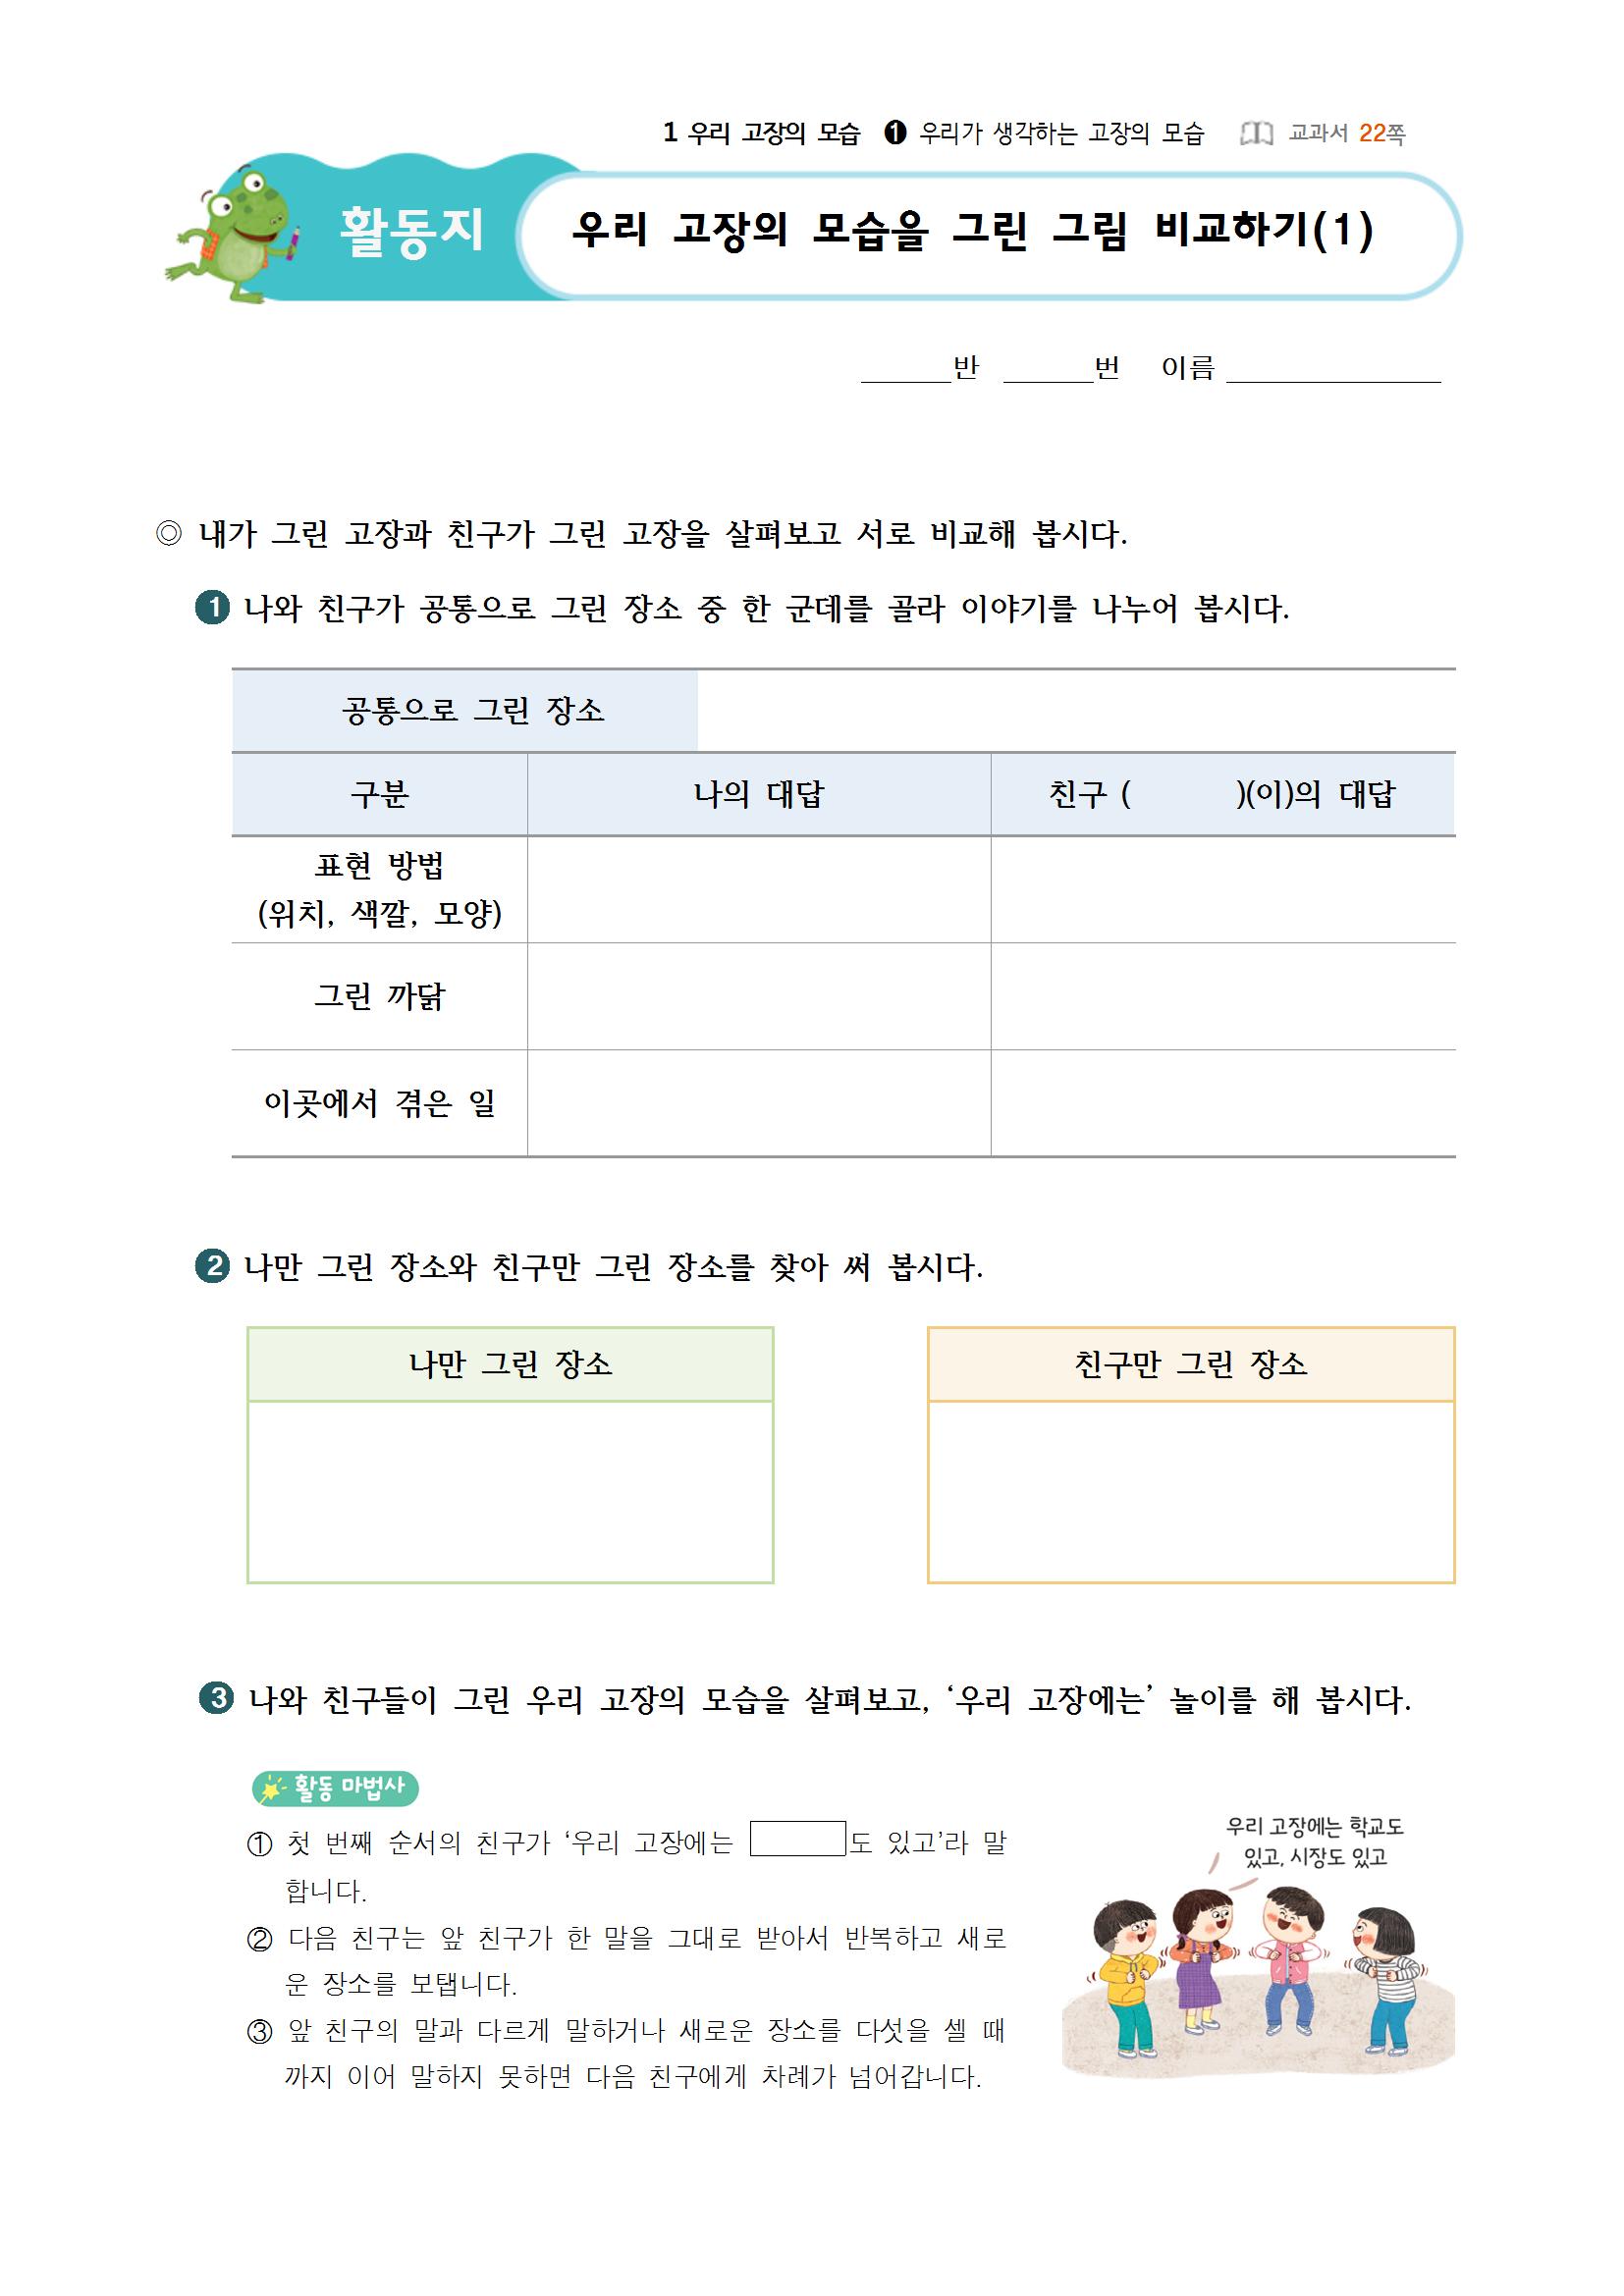 1 우리 고장의 모습 ❶ 우리가 생각하는 고장의 모습 교과서 22쪽
활동지
우리 고장의 모습을 그린 그림 비교하기(1)
______반 ______번 이름 ______________
◎ 내가 그린 고장과 친구가 그린 고장을 살펴보고 서로 비교해 봅시다.
❶ 나와 친구가 공통으로 그린 장소 중 한 군데를 골라 이야기를 나누어 봅시다.
공통으로 그린 장소
구분 나의 대답 친구 ( )(이)의 대답
표현 방법
(위치, 색깔, 모양)
그린 까닭
이곳에서 겪은 일
❷ 나만 그린 장소와 친구만 그린 장소를 찾아 써 봅시다.
나만 그린 장소 친구만 그린 장소
❸ 나와 친구들이 그린 우리 고장의 모습을 살펴보고, ‘우리 고장에는’ 놀이를 해 봅시다.
활동 마법사
① 첫 번째 순서의 친구가 ‘우리 고장에는 도 있고’라 말
합니다.
② 다음 친구는 앞 친구가 한 말을 그대로 받아서 반복하고 새로
운 장소를 보탭니다.
③ 앞 친구의 말과 다르게 말하거나 새로운 장소를 다섯을 셀 때
까지 이어 말하지 못하면 다음 친구에게 차례가 넘어갑니다.
우리 고장에는 학교도
있고, 시장도 있고